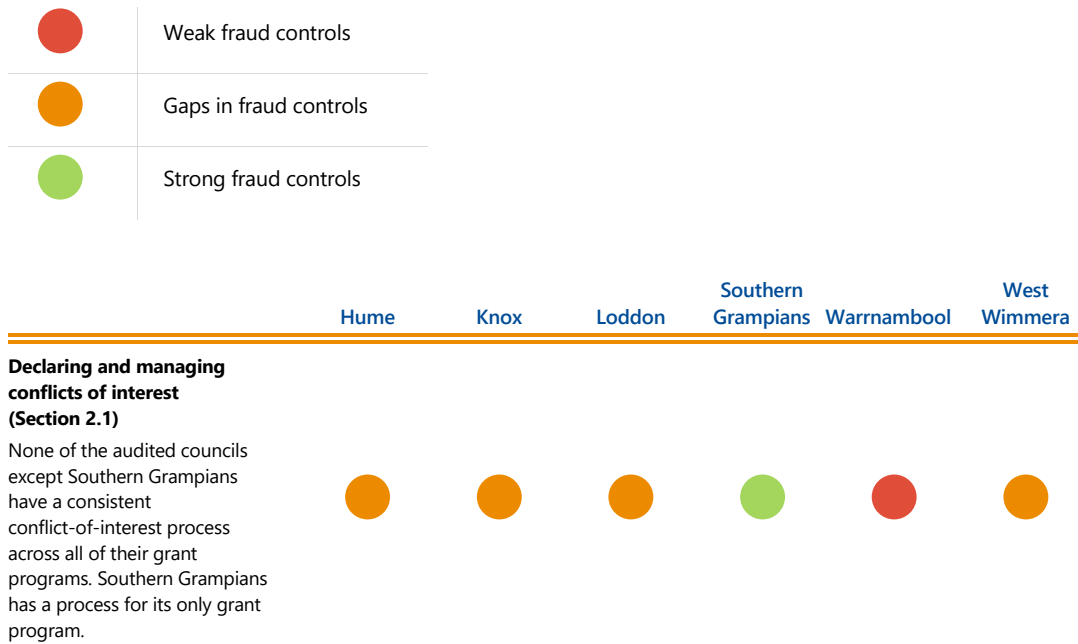 Weak fraud controls
Gaps in fraud controls
Strong fraud controls
Hume Knox Loddon Southern Grampians Warrnambool West Wimmera
Declaring and managing
conflicts of interest
(Section 2.1)
None of the audited councils
except Southern Grampians
have a consistent
conflict-of-interest process
across all of their grant
programs. Southern Grampians
has a process for its only grant
program.